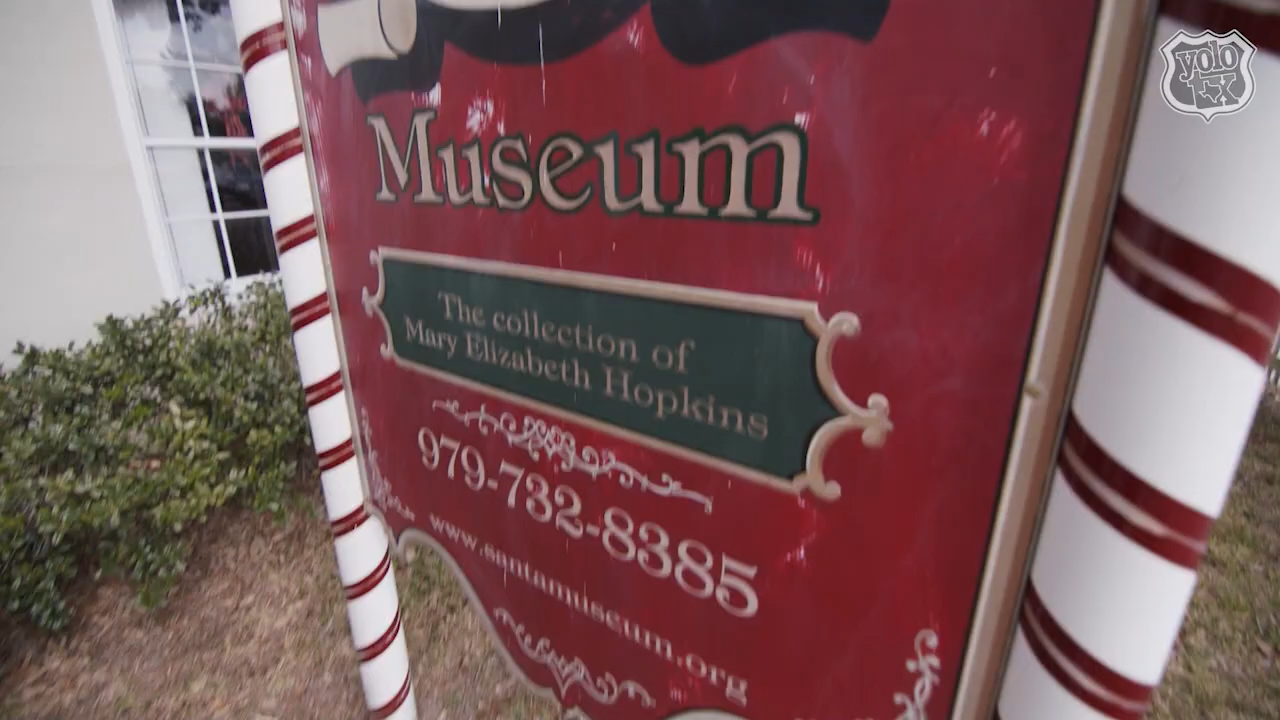 yolo
TX
Museum
The collection of
Mary Elizabeth Hopkins
979-732-8385
www.santamuseum.org